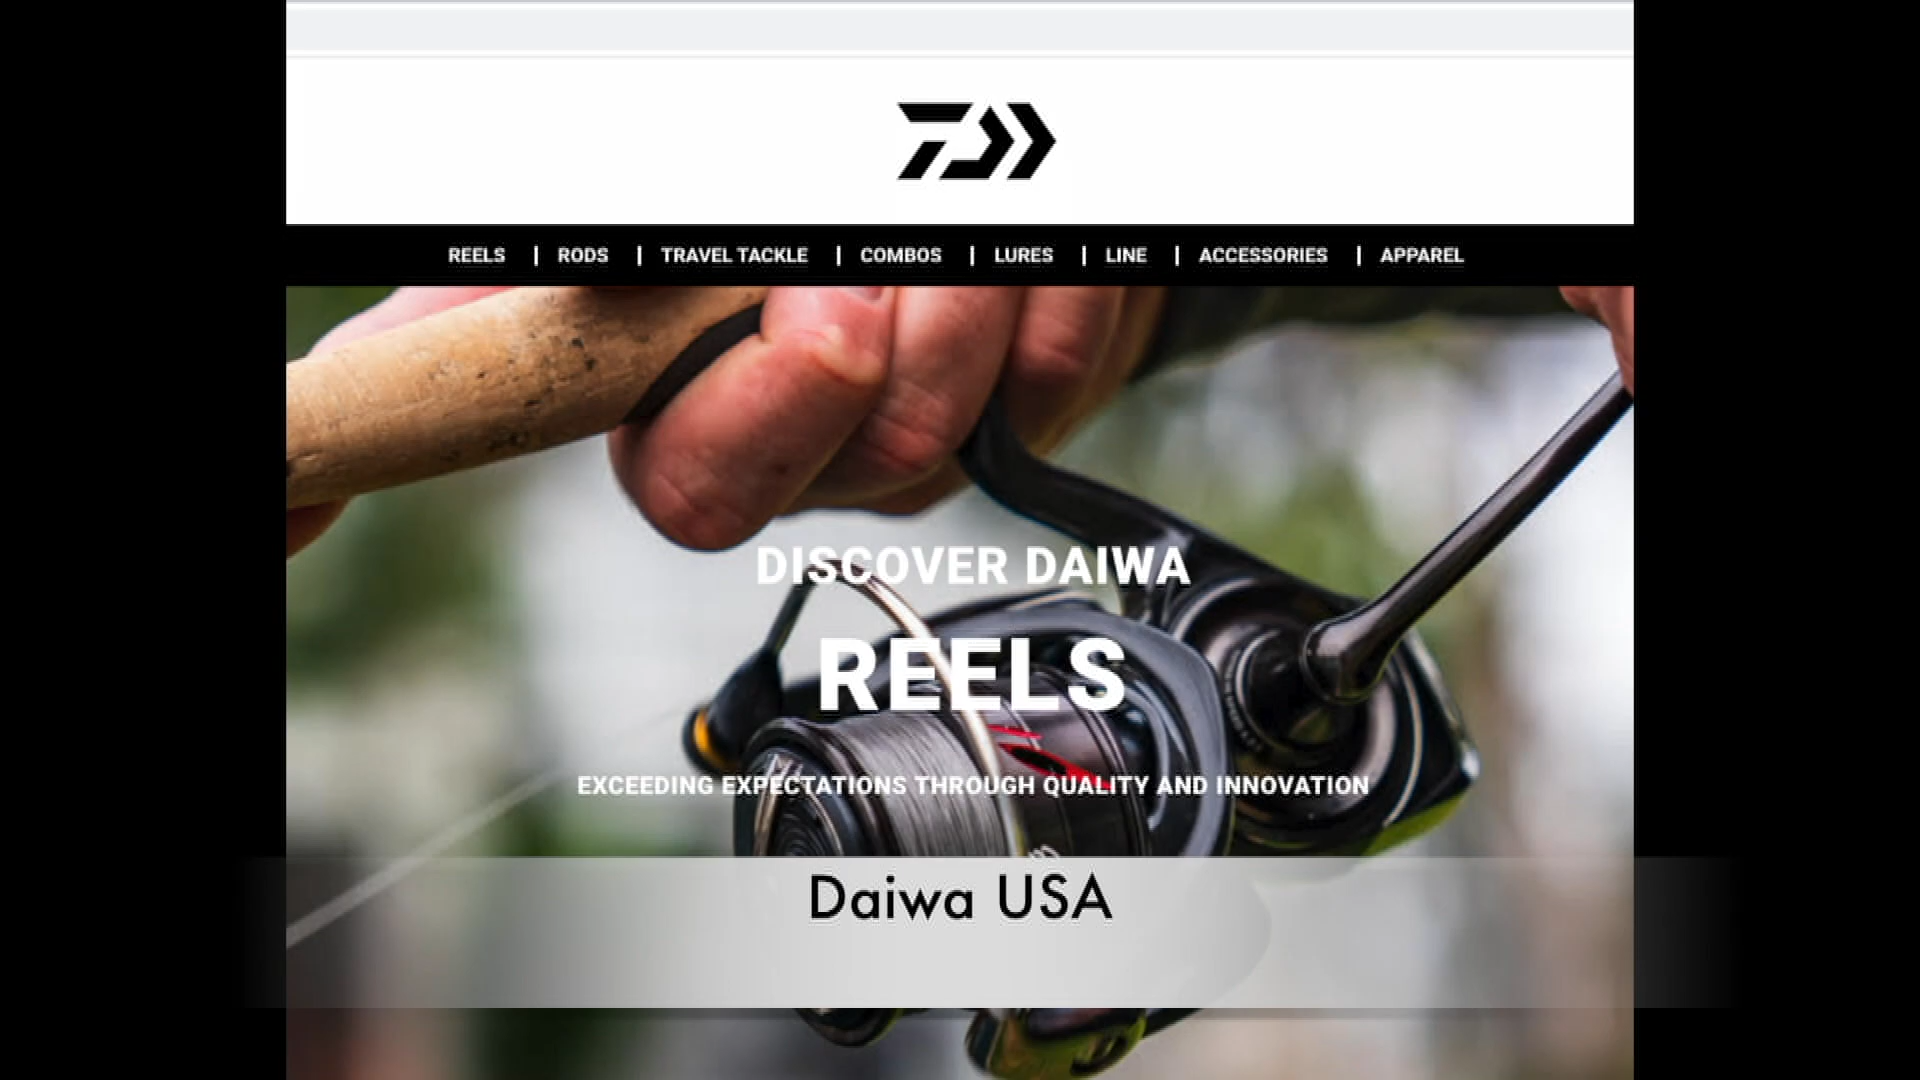 REELS | RODS | TRAVEL TACKLE | COMBOS | LURES | LINE | ACCESSORIES | APPAREL
DISCOVER DAIWA
REELS
EXCEEDING EXPECTATIONS THROUGH QUALITY AND INNOVATION
Daiwa USA